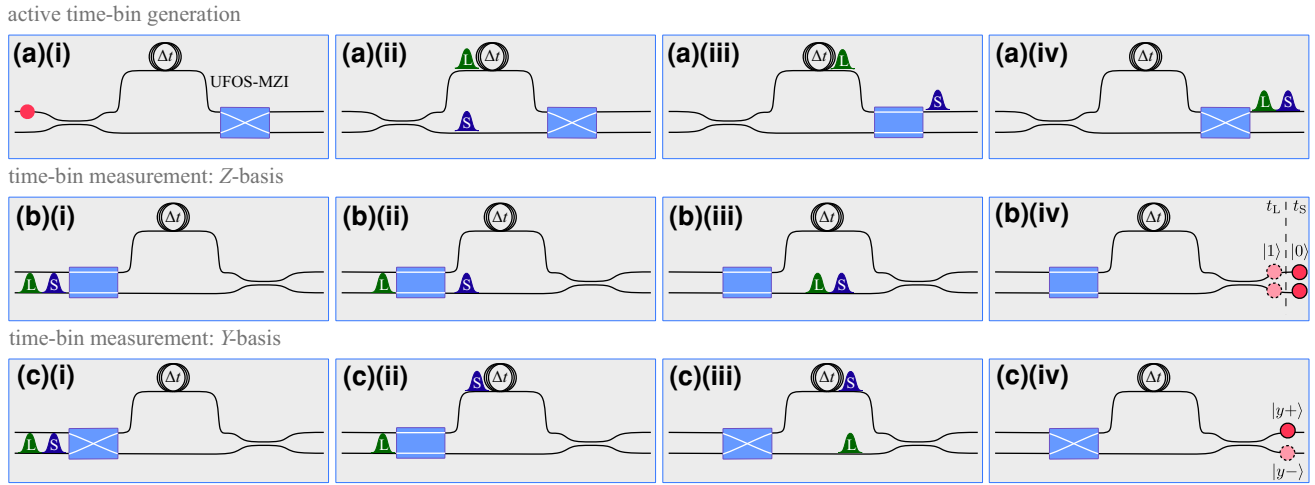 active time-bin generation
(a)(i) Δt UFOS-MZI
(a)(ii) L Δt S
(a)(iii) Δt L S
(a)(iv) Δt L S
time-bin measurement: Z-basis
(b)(i) Δt L S
(b)(ii) Δt L S
(b)(iii) Δt L S
(b)(iv) Δt t_L t_S |1⟩ |0⟩
time-bin measurement: Y-basis
(c)(i) Δt L S
(c)(ii) S Δt L
(c)(iii) Δt S L
(c)(iv) Δt |y+⟩ |y−⟩